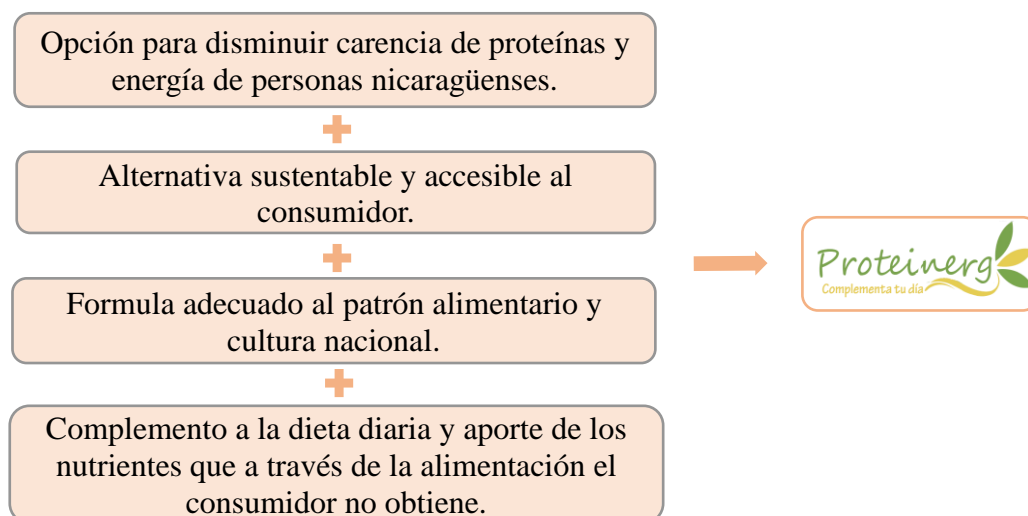 Opción para disminuir carencia de proteínas y
energía de personas nicaragüenses.
Alternativa sustentable y accesible al
consumidor.
Formula adecuado al patrón alimentario y
cultura nacional.
Complemento a la dieta diaria y aporte de los
nutrientes que a través de la alimentación el
consumidor no obtiene.
Proteinerg
Complementa tu día